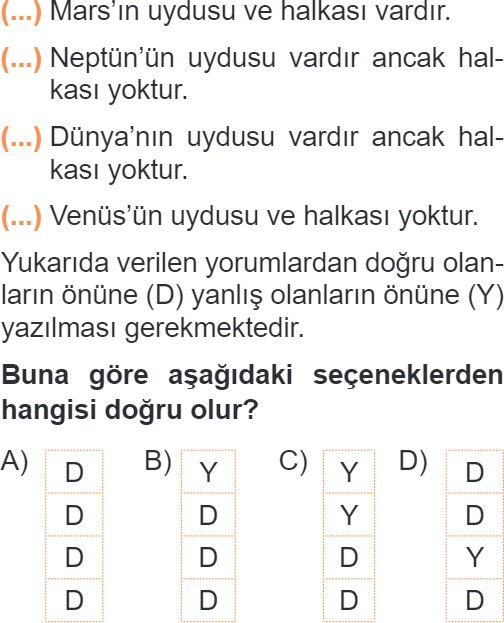 (...) Mars’ın uydusu ve halkası vardır.
(...) Neptün’ün uydusu vardır ancak hal-
kası yoktur.
(...) Dünya’nın uydusu vardır ancak hal-
kası yoktur.
(...) Venüs’ün uydusu ve halkası yoktur.
Yukarıda verilen yorumlardan doğru olan-
ların önüne (D) yanlış olanların önüne (Y)
yazılması gerekmektedir.
Buna göre aşağıdaki seçeneklerden
hangisi doğru olur?
A) D B) Y C) Y D) D
D D Y D
D D D Y
D D D D